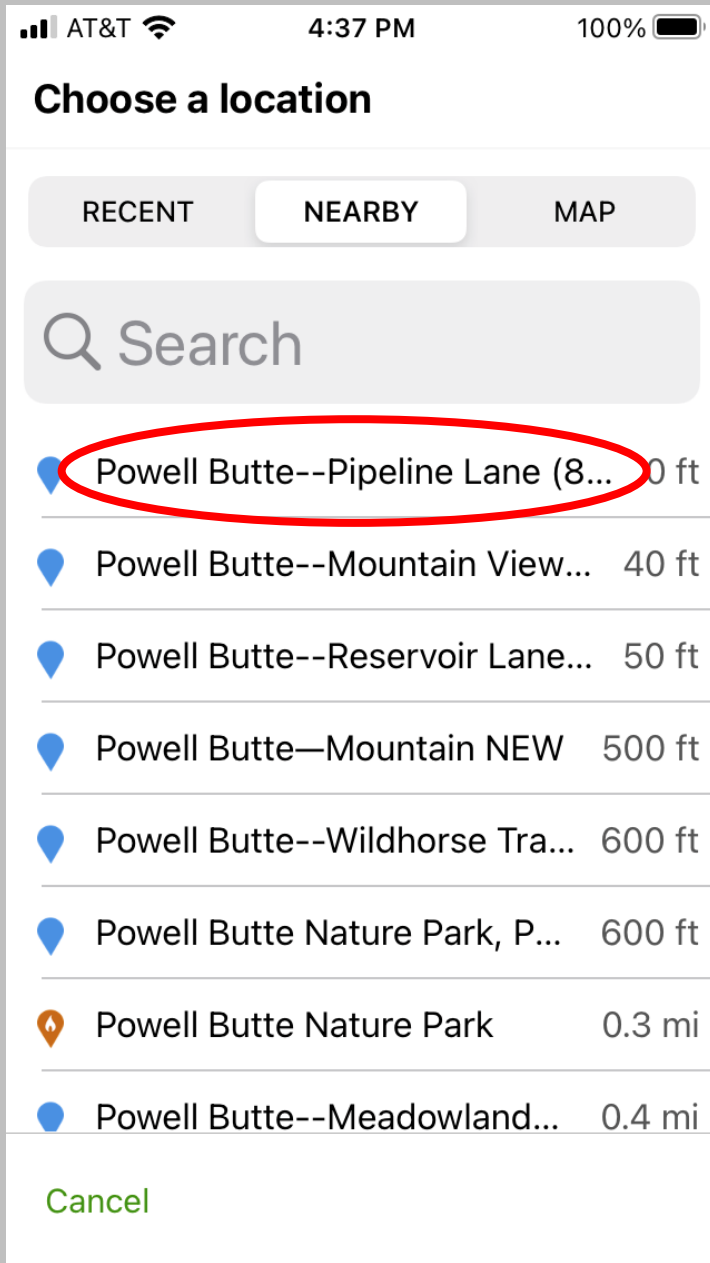 AT&T 4:37 PM 100%
Choose a location
RECENT NEARBY MAP
Search
Powell Butte--Pipeline Lane (8... 0 ft
Powell Butte--Mountain View... 40 ft
Powell Butte--Reservoir Lane... 50 ft
Powell Butte—Mountain NEW 500 ft
Powell Butte--Wildhorse Tra... 600 ft
Powell Butte Nature Park, P... 600 ft
Powell Butte Nature Park 0.3 mi
Powell Butte--Meadowland... 0.4 mi
Cancel